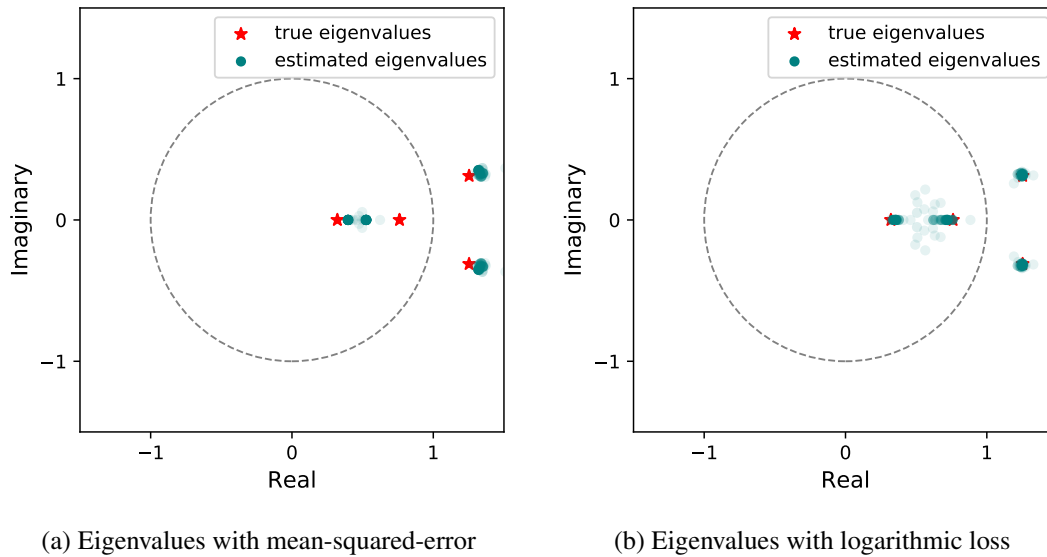 true eigenvalues
estimated eigenvalues
1
0
−1
Imaginary
−1
0
1
Real
(a) Eigenvalues with mean-squared-error
true eigenvalues
estimated eigenvalues
1
0
−1
Imaginary
−1
0
1
Real
(b) Eigenvalues with logarithmic loss